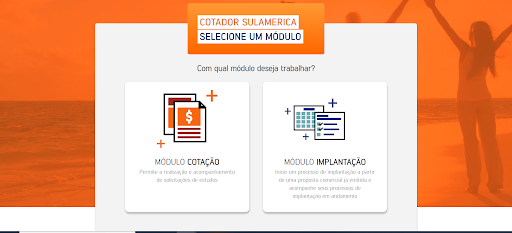 COTADOR SULAMERICA
SELECIONE UM MÓDULO
Com qual módulo deseja trabalhar?
$
MÓDULO COTAÇÃO
Permite a realização e acompanhamento
de solicitações de estudos
MÓDULO IMPLANTAÇÃO
Inicie um processo de implantação a partir
de uma proposta comercial já emitida e
acompanhe seus processos de
implantação em andamento